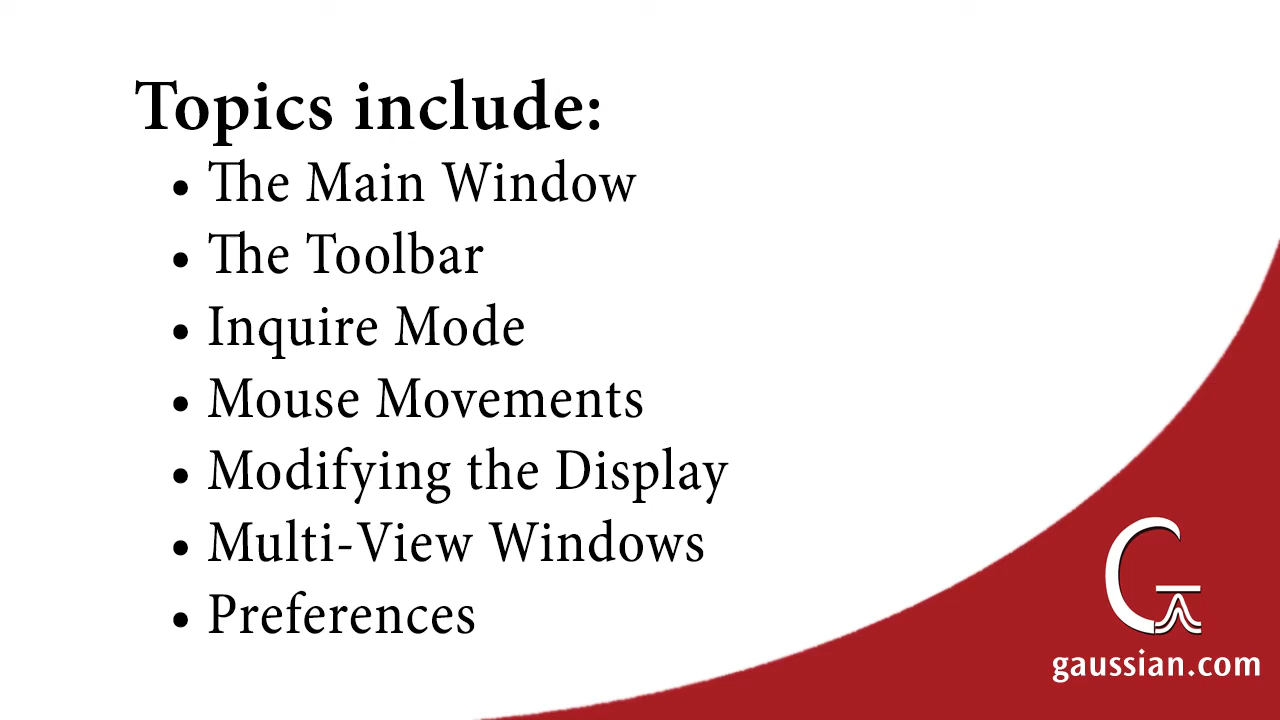 Topics include:
• The Main Window
• The Toolbar
• Inquire Mode
• Mouse Movements
• Modifying the Display
• Multi-View Windows
• Preferences
G
gaussian.com